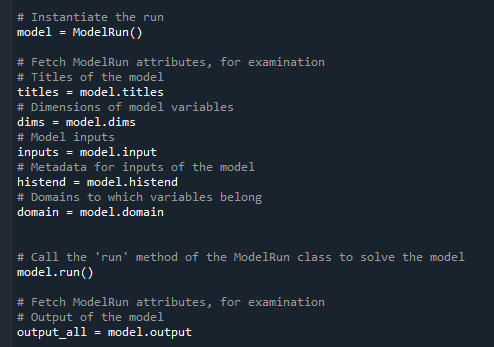 # Instantiate the run
model = ModelRun()
# Fetch ModelRun attributes, for examination
# Titles of the model
titles = model.titles
# Dimensions of model variables
dims = model.dims
# Model inputs
inputs = model.input
# Metadata for inputs of the model
histend = model.histend
# Domains to which variables belong
domain = model.domain
# Call the 'run' method of the ModelRun class to solve the model
model.run()
# Fetch ModelRun attributes, for examination
# Output of the model
output_all = model.output